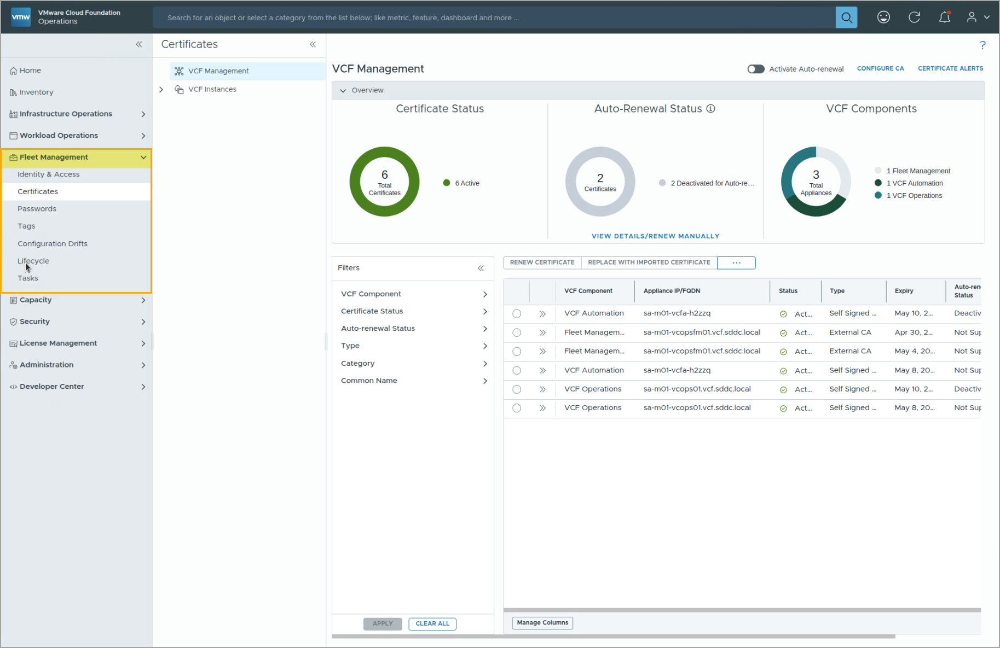 vmw
VMware Cloud Foundation
Operations
Search for an object or select a category from the list below; like metric, feature, dashboard and more ...
Home
Inventory
Infrastructure Operations
Workload Operations
Fleet Management
Identity & Access
Certificates
Passwords
Tags
Configuration Drifts
Lifecycle
Tasks
Capacity
Security
License Management
Administration
Developer Center
Certificates
VCF Management
VCF Instances
?
VCF Management
Activate Auto-renewal
CONFIGURE CA
CERTIFICATE ALERTS
Overview
Certificate Status
6
Total
Certificates
6 Active
Auto-Renewal Status
2
Certificates
2 Deactivated for Auto-re...
VIEW DETAILS/RENEW MANUALLY
VCF Components
3
Total
Appliances
1 Fleet Management
1 VCF Automation
1 VCF Operations
Filters
VCF Component
Certificate Status
Auto-renewal Status
Type
Category
Common Name
APPLY
CLEAR ALL
RENEW CERTIFICATE
REPLACE WITH IMPORTED CERTIFICATE
...
VCF Component Appliance IP/FQDN Status Type Expiry Auto-ren
Status
VCF Automation sa-m01-vcfa-h2zzq Act... Self Signed ... May 10, 2... Deactiv
Fleet Managem... sa-m01-vcopsfm01.vcf.sddc.local Act... External CA Apr 30, 2... Not Sup
Fleet Managem... sa-m01-vcopsfm01.vcf.sddc.local Act... External CA May 4, 20... Not Sup
VCF Automation sa-m01-vcfa-h2zzq Act... Self Signed ... May 8, 20... Not Sup
VCF Operations sa-m01-vcops01.vcf.sddc.local Act... Self Signed ... May 10, 2... Deactiv
VCF Operations sa-m01-vcops01.vcf.sddc.local Act... Self Signed ... May 8, 20... Not Sup
Manage Columns